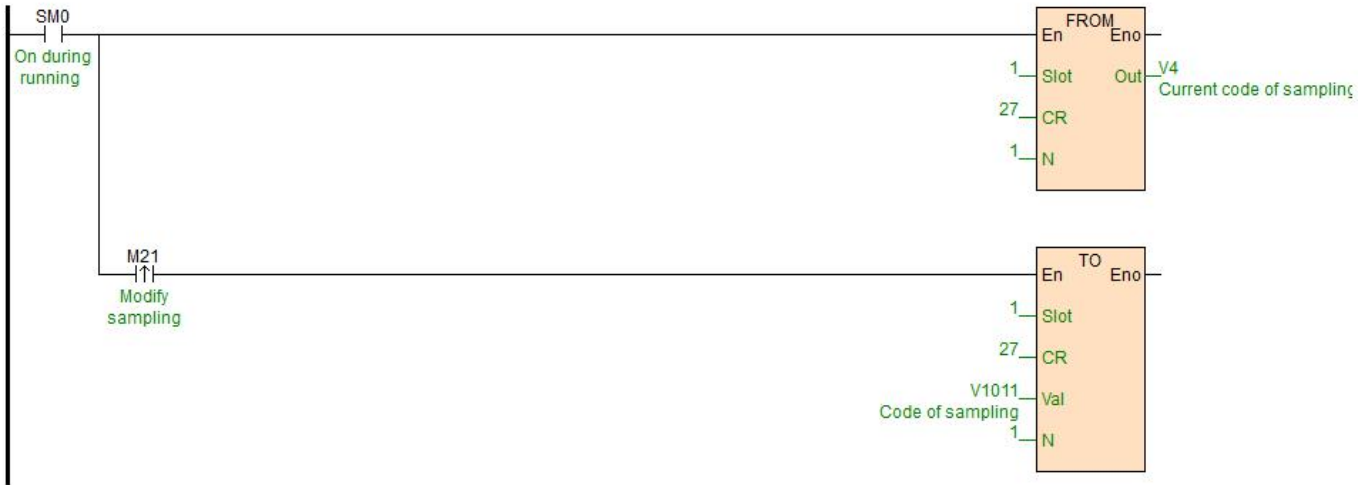 SM0
On during
running
FROM
En Eno
1 Slot Out V4
Current code of sampling
27 CR
1 N
M21
Modify
sampling
TO
En Eno
1 Slot
27 CR
V1011 Val
Code of sampling
1 N